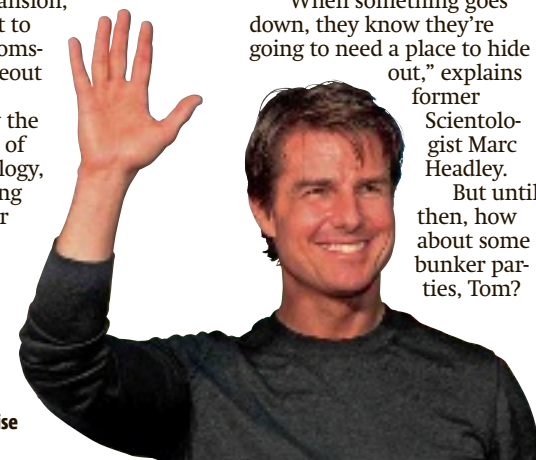 ansion,
t to
oms-
eout
the
of
logy,
ng
r
ise
When something goes
down, they know they're
going to need a place to hide
out,” explains
former
Scientolo-
gist Marc
Headley.
But until
then, how
about some
bunker par-
ties, Tom?